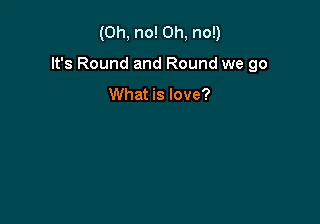 (Oh, no! Oh, no!)
It's Round and Round we go
What is love?